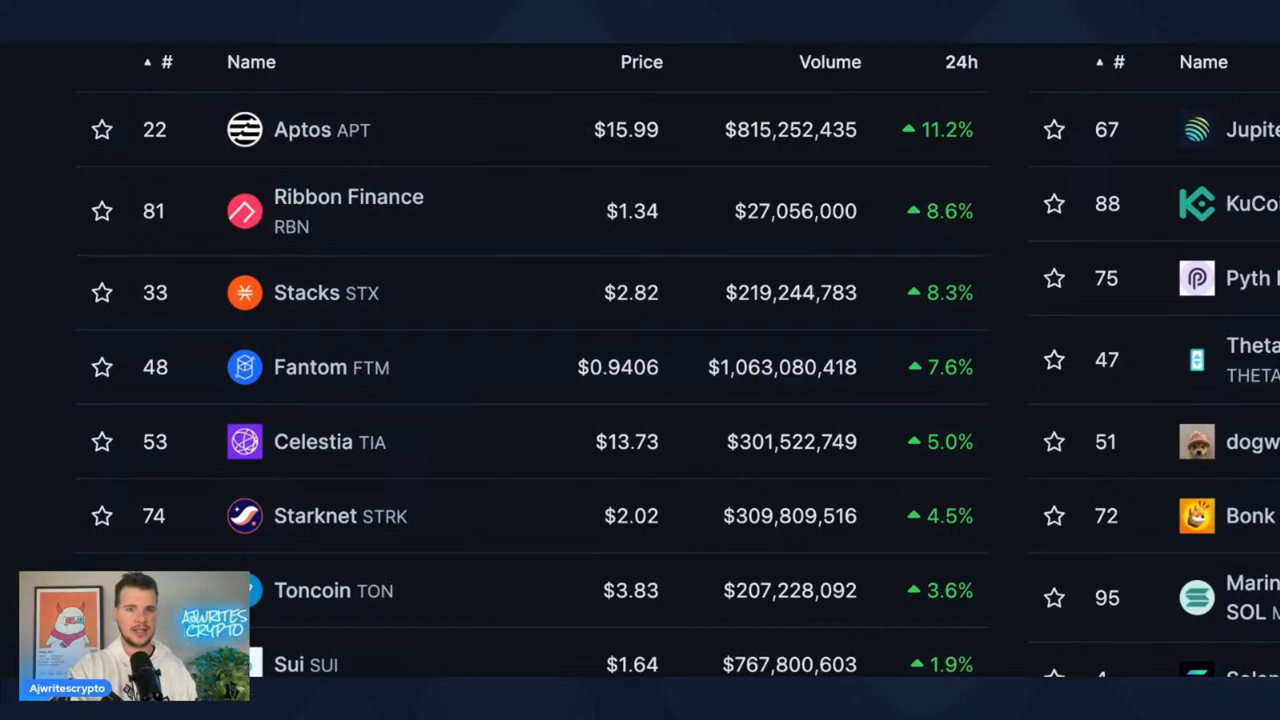 # Name Price Volume 24h
22 Aptos APT $15.99 $815,252,435 11.2%
81 Ribbon Finance RBN $1.34 $27,056,000 8.6%
33 Stacks STX $2.82 $219,244,783 8.3%
48 Fantom FTM $0.9406 $1,063,080,418 7.6%
53 Celestia TIA $13.73 $301,522,749 5.0%
74 Starknet STRK $2.02 $309,809,516 4.5%
Toncoin TON $3.83 $207,228,092 3.6%
Sui SUI $1.64 $767,800,603 1.9%
# Name
67 Jupite
88 KuCoi
75 Pyth
47 Theta
THETA
51 dogw
72 Bonk
95 Marin
SOL
AJWRITES
CRYPTO
Ajwritescrypto